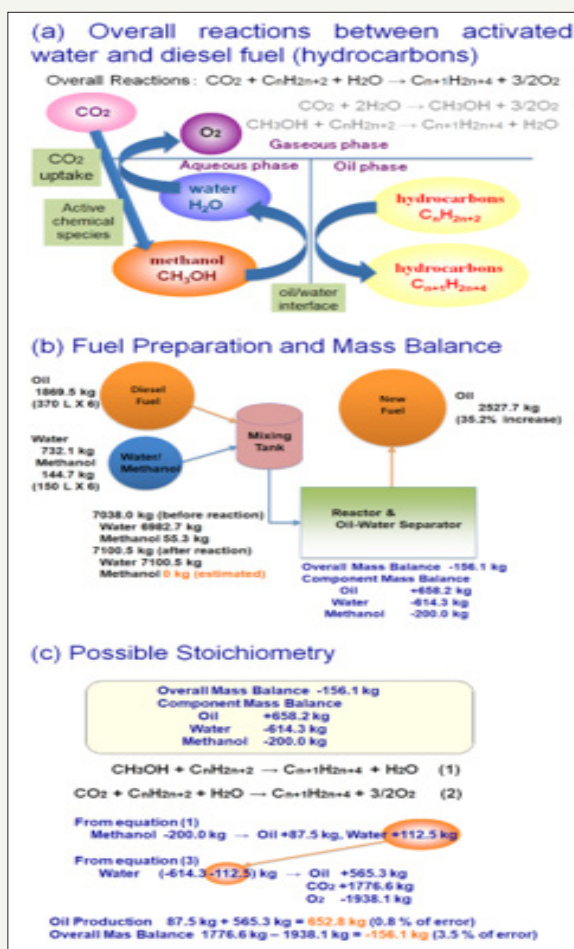 (a) Overall reactions between activated
water and diesel fuel (hydrocarbons)
Overall Reactions: CO2 + CnH2n+2 + H2O → Cn+1H2n+4 + 3/2O2
CO2 + 2H2O → CH3OH + 3/2O2
CH3OH + CnH2n+2 → Cn+1H2n+4 + H2O
CO2
O2
Gaseous phase
CO2
uptake
Aqueous phase
Oil phase
water
H2O
hydrocarbons
CnH2n+2
Active
chemical
species
methanol
CH3OH
hydrocarbons
Cn+1H2n+4
oil/water
interface
(b) Fuel Preparation and Mass Balance
Oil
1869.5 kg
(370 L X 6)
Diesel
Fuel
New
Fuel
Oil
2527.7 kg
(35.2% increase)
Mixing
Tank
Water
732.1 kg
Methanol
144.7 kg
(150 L X 6)
Water/
Methanol
7038.0 kg (before reaction)
Water 6982.7 kg
Methanol 55.3 kg
7100.5 kg (after reaction)
Water 7100.5 kg
Methanol 0 kg (estimated)
Reactor &
Oil-Water Separator
Overall Mass Balance -156.1 kg
Component Mass Balance
Oil +658.2 kg
Water -614.3 kg
Methanol -200.0 kg
(c) Possible Stoichiometry
Overall Mass Balance -156.1 kg
Component Mass Balance
Oil +658.2 kg
Water -614.3 kg
Methanol -200.0 kg
CH3OH + CnH2n+2 → Cn+1H2n+4 + H2O (1)
CO2 + CnH2n+2 + H2O → Cn+1H2n+4 + 3/2O2 (2)
From equation (1)
Methanol -200.0 kg → Oil +87.5 kg, Water +112.5 kg
From equation (3)
Water (-614.3 -112.5) kg → Oil +565.3 kg
CO2 +1776.6 kg
O2 -1938.1 kg
Oil Production 87.5 kg + 565.3 kg = 652.8 kg (0.8 % of error)
Overall Mas Balance 1776.6 kg – 1938.1 kg = -156.1 kg (3.5 % of error)